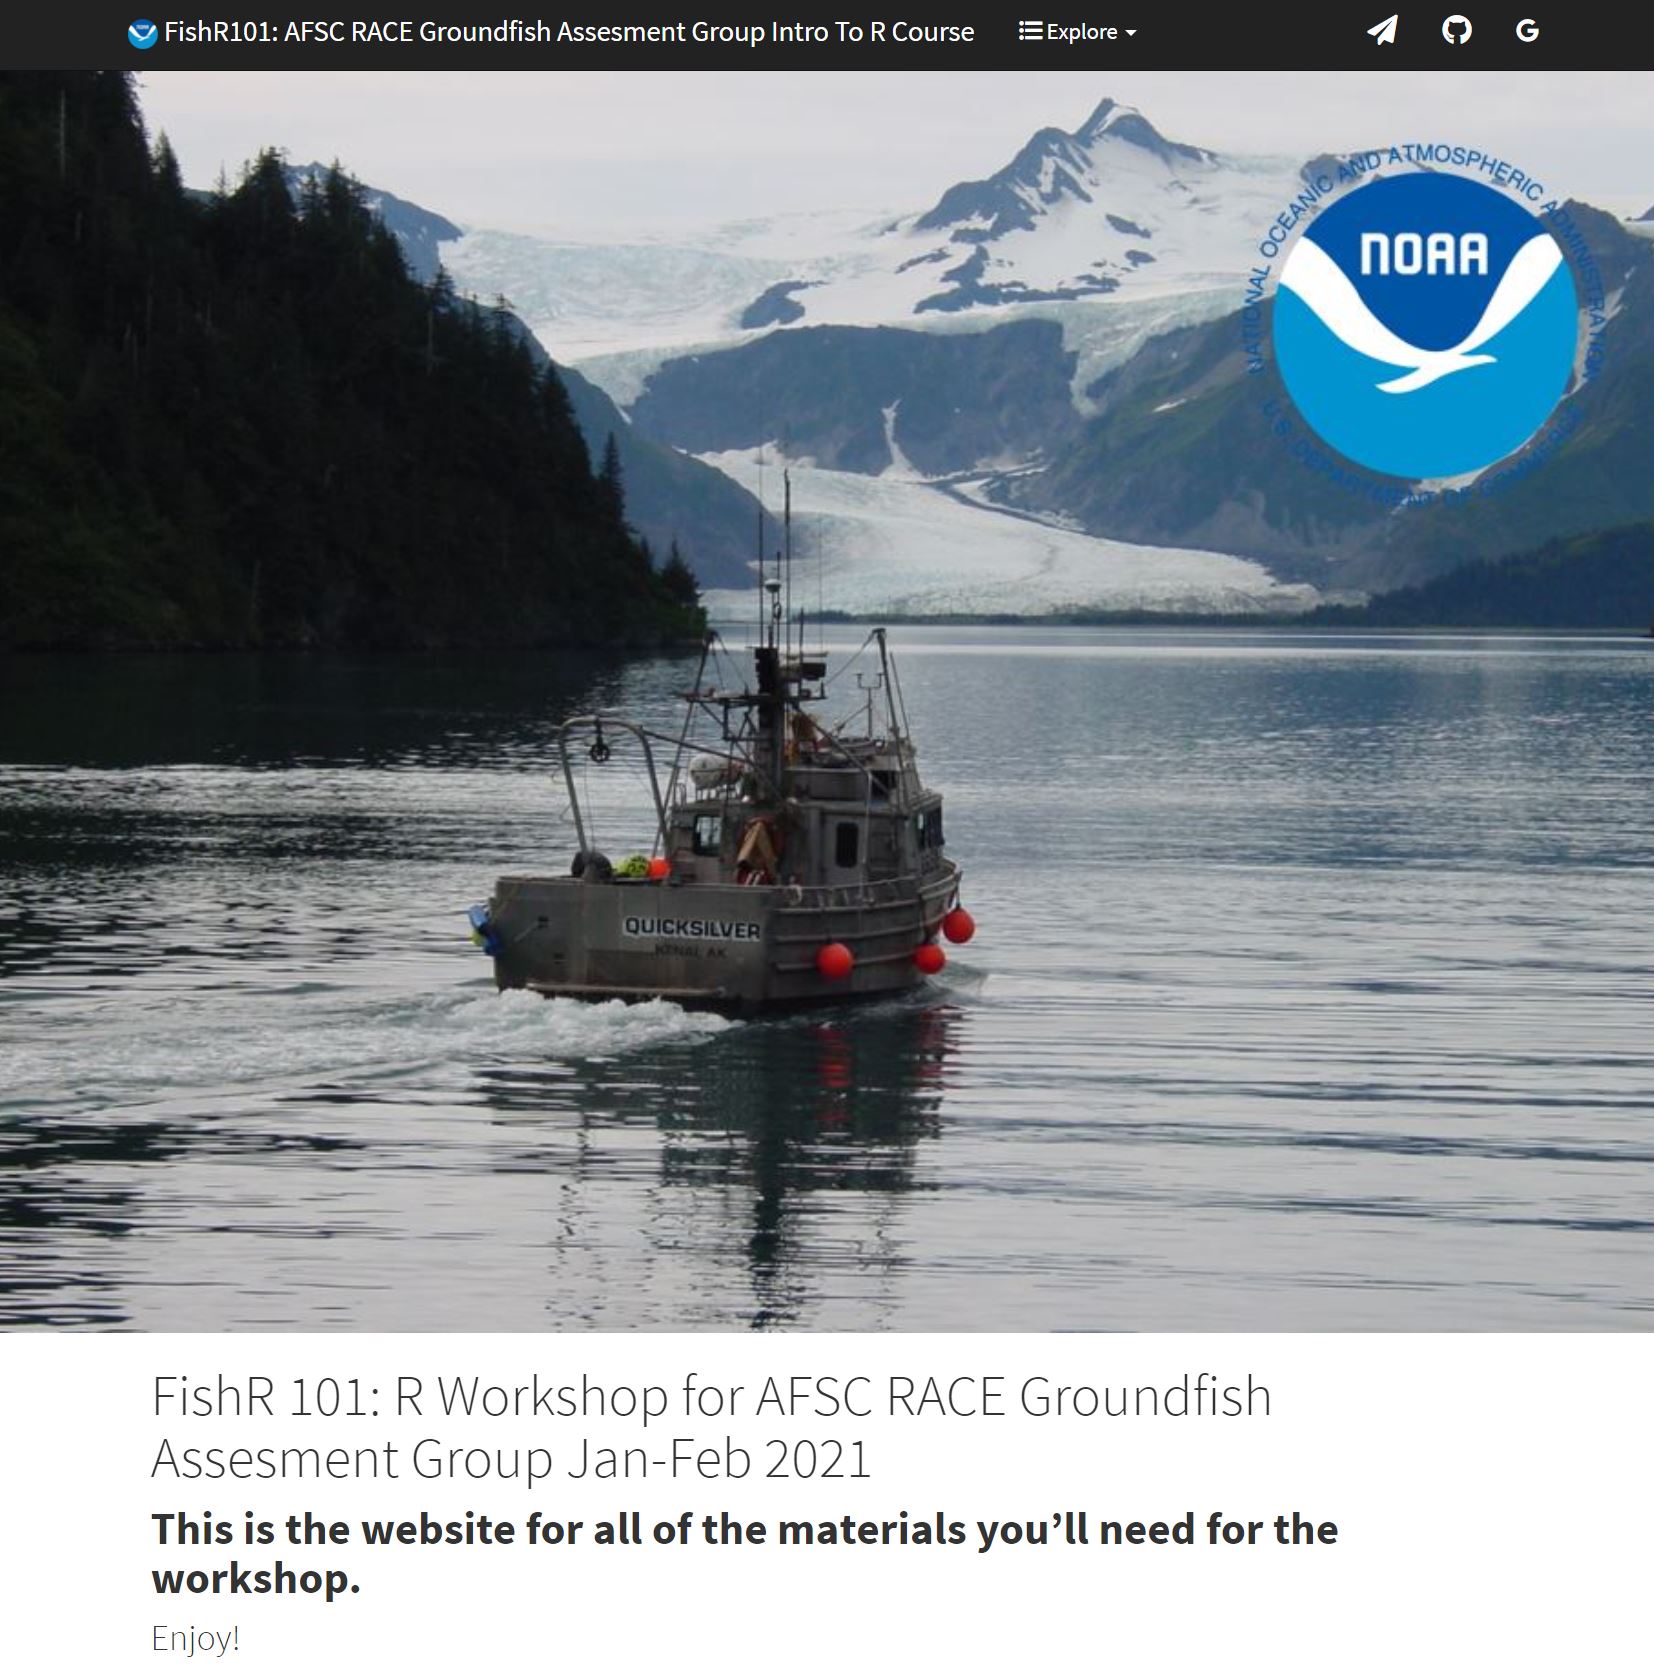 FishR101: AFSC RACE Groundfish Assesment Group Intro To R Course
Explore
NATIONAL OCEANIC AND ATMOSPHERIC ADMINISTRATION
NOAA
U.S. DEPARTMENT OF COMMERCE
QUICKSILVER
KENAI, AK
FishR 101: R Workshop for AFSC RACE Groundfish
Assesment Group Jan-Feb 2021
This is the website for all of the materials you’ll need for the
workshop.
Enjoy!